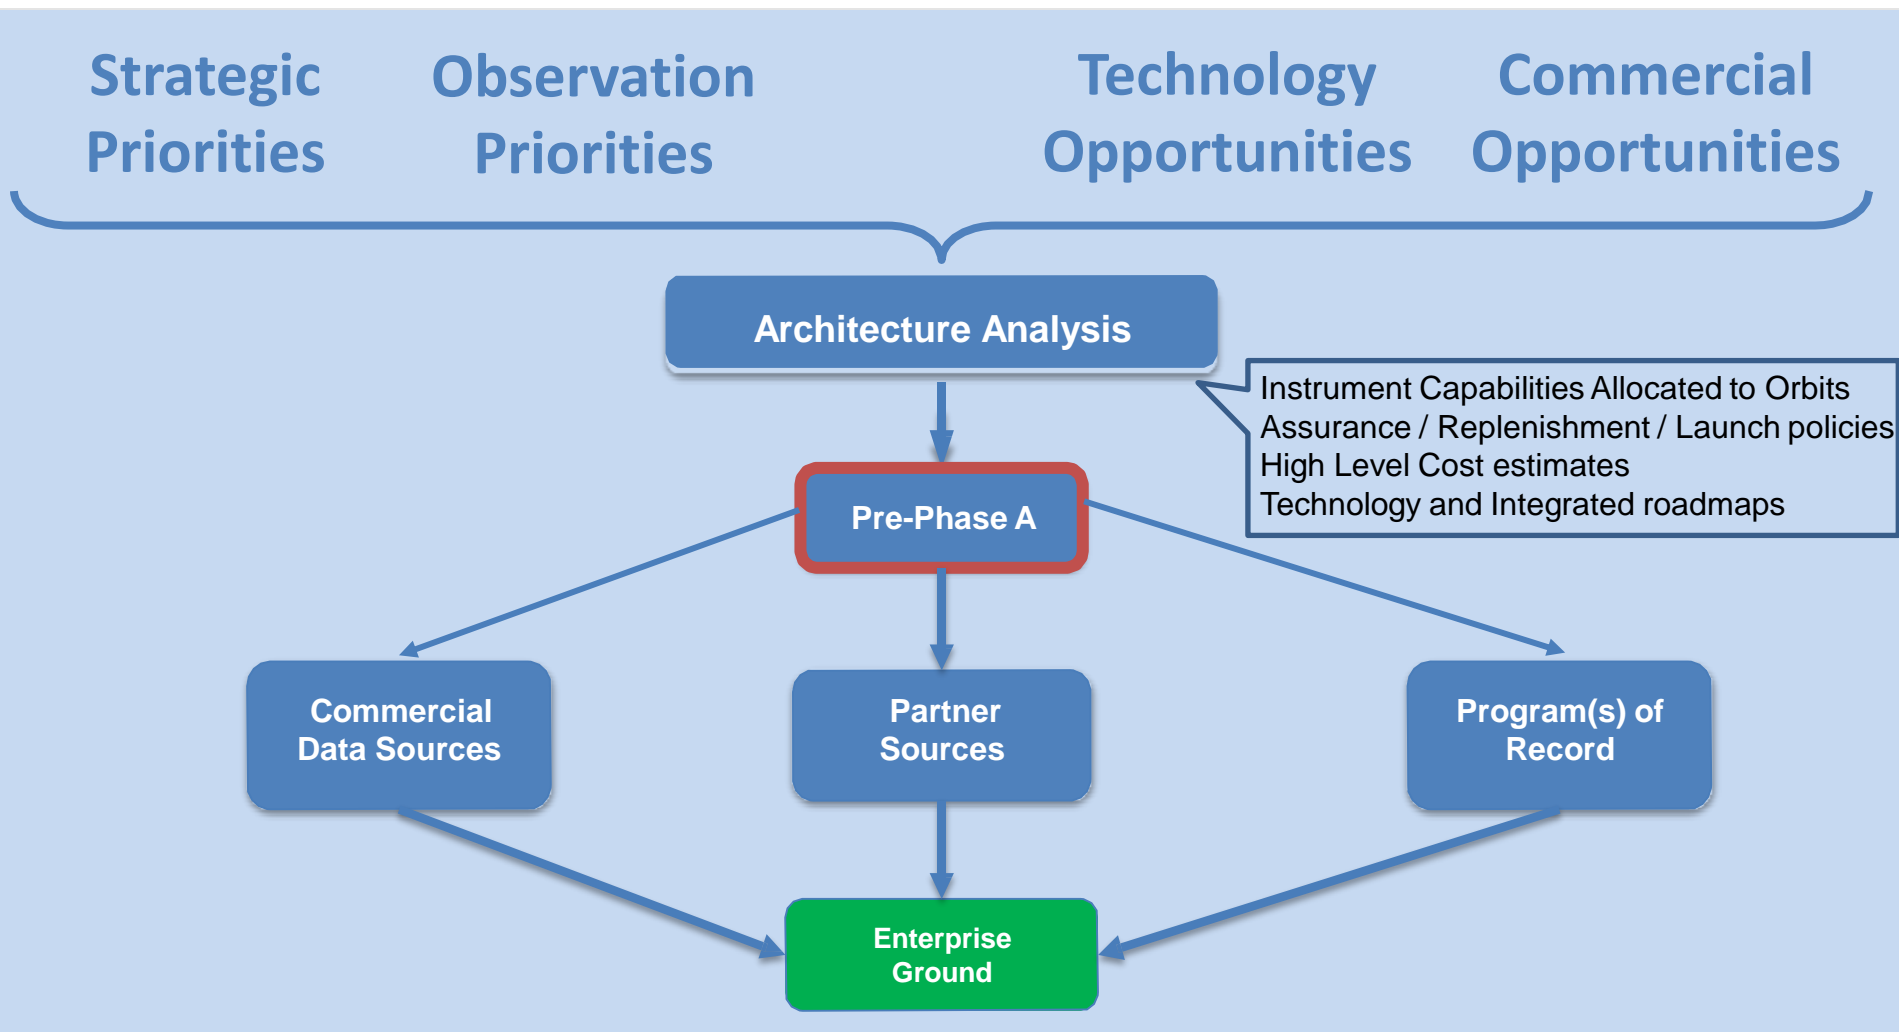 Strategic
Priorities
Observation
Priorities
Technology
Opportunities
Commercial
Opportunities
Architecture Analysis
Instrument Capabilities Allocated to Orbits
Assurance / Replenishment / Launch policies
High Level Cost estimates
Technology and Integrated roadmaps
Pre-Phase A
Commercial
Data Sources
Partner
Sources
Program(s) of
Record
Enterprise
Ground